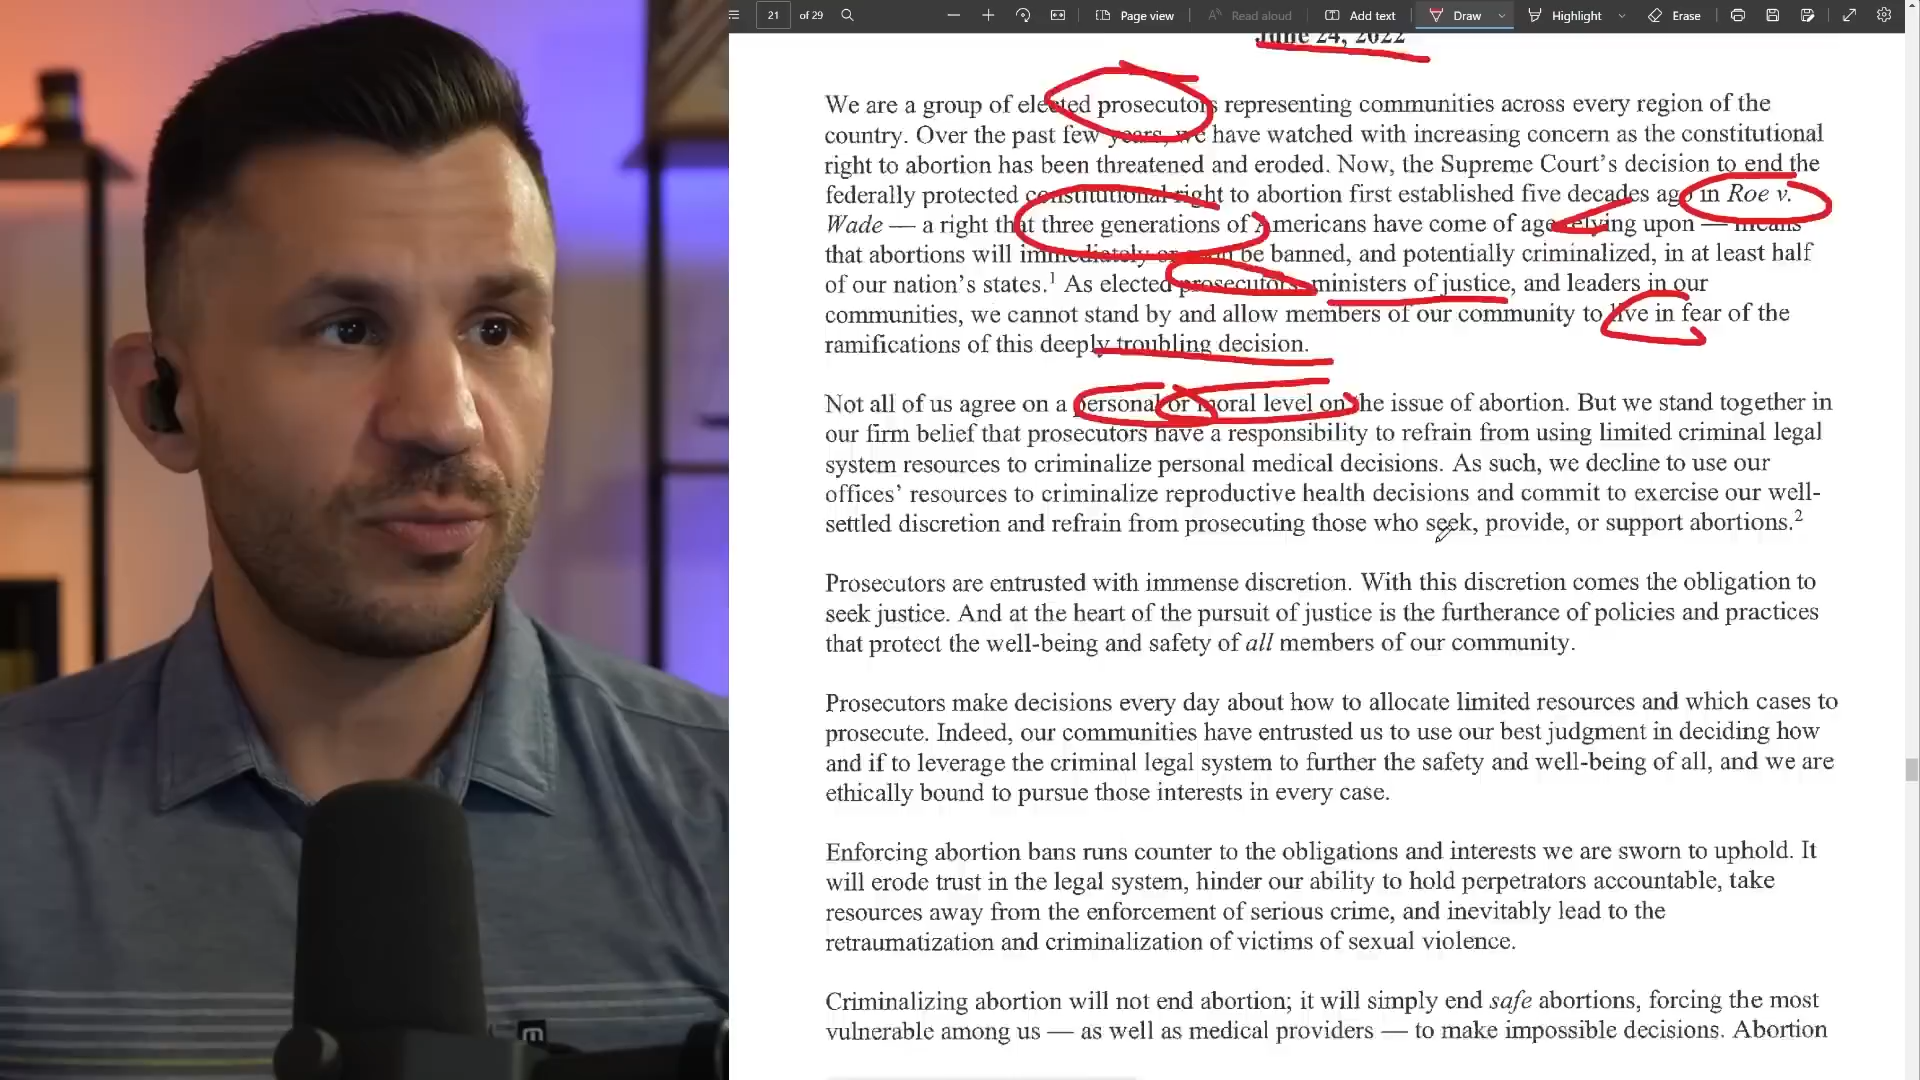 21 of 29 Page view Read aloud Add text Draw Highlight Erase
June 24, 2022
We are a group of elected prosecutors representing communities across every region of the
country. Over the past few years, we have watched with increasing concern as the constitutional
right to abortion has been threatened and eroded. Now, the Supreme Court’s decision to end the
federally protected constitutional right to abortion first established five decades ago in Roe v.
Wade — a right that three generations of Americans have come of age relying upon — means
that abortions will immediately or soon be banned, and potentially criminalized, in at least half
of our nation’s states.1 As elected prosecutors, ministers of justice, and leaders in our
communities, we cannot stand by and allow members of our community to live in fear of the
ramifications of this deeply troubling decision.
Not all of us agree on a personal or moral level on the issue of abortion. But we stand together in
our firm belief that prosecutors have a responsibility to refrain from using limited criminal legal
system resources to criminalize personal medical decisions. As such, we decline to use our
offices’ resources to criminalize reproductive health decisions and commit to exercise our well-
settled discretion and refrain from prosecuting those who seek, provide, or support abortions.2
Prosecutors are entrusted with immense discretion. With this discretion comes the obligation to
seek justice. And at the heart of the pursuit of justice is the furtherance of policies and practices
that protect the well-being and safety of all members of our community.
Prosecutors make decisions every day about how to allocate limited resources and which cases to
prosecute. Indeed, our communities have entrusted us to use our best judgment in deciding how
and if to leverage the criminal legal system to further the safety and well-being of all, and we are
ethically bound to pursue those interests in every case.
Enforcing abortion bans runs counter to the obligations and interests we are sworn to uphold. It
will erode trust in the legal system, hinder our ability to hold perpetrators accountable, take
resources away from the enforcement of serious crime, and inevitably lead to the
retraumatization and criminalization of victims of sexual violence.
Criminalizing abortion will not end abortion; it will simply end safe abortions, forcing the most
vulnerable among us — as well as medical providers — to make impossible decisions. Abortion